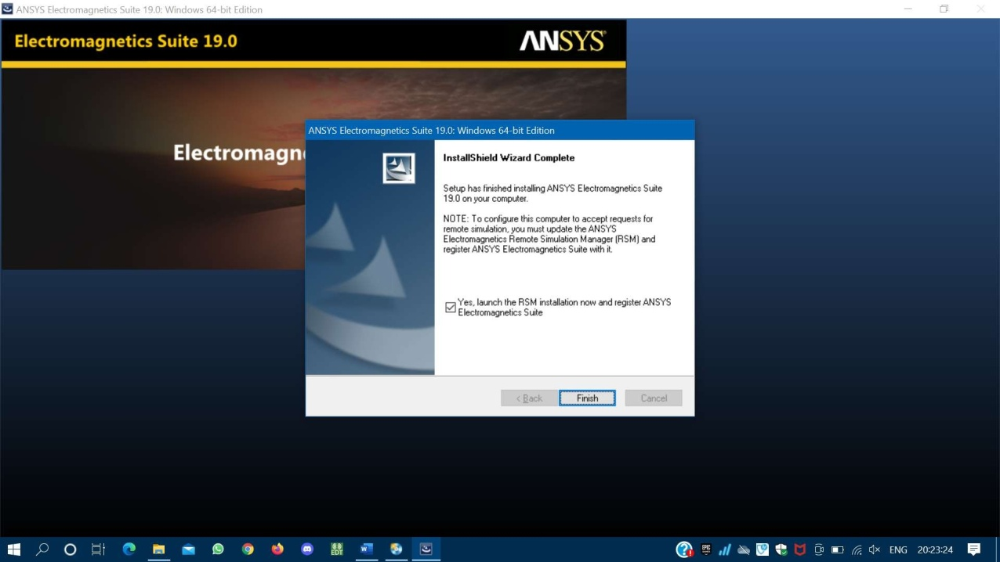 ANSYS Electromagnetics Suite 19.0: Windows 64-bit Edition
Electromagnetics Suite 19.0
ANSYS
Electromagne
ANSYS Electromagnetics Suite 19.0: Windows 64-bit Edition
InstallShield Wizard Complete
Setup has finished installing ANSYS Electromagnetics Suite
19.0 on your computer.
NOTE: To configure this computer to accept requests for
remote simulation, you must update the ANSYS
Electromagnetics Remote Simulation Manager (RSM) and
register ANSYS Electromagnetics Suite with it.
Yes, launch the RSM installation now and register ANSYS
Electromagnetics Suite
< Back
Finish
Cancel
EDT
EPIC
ENG
20:23:24